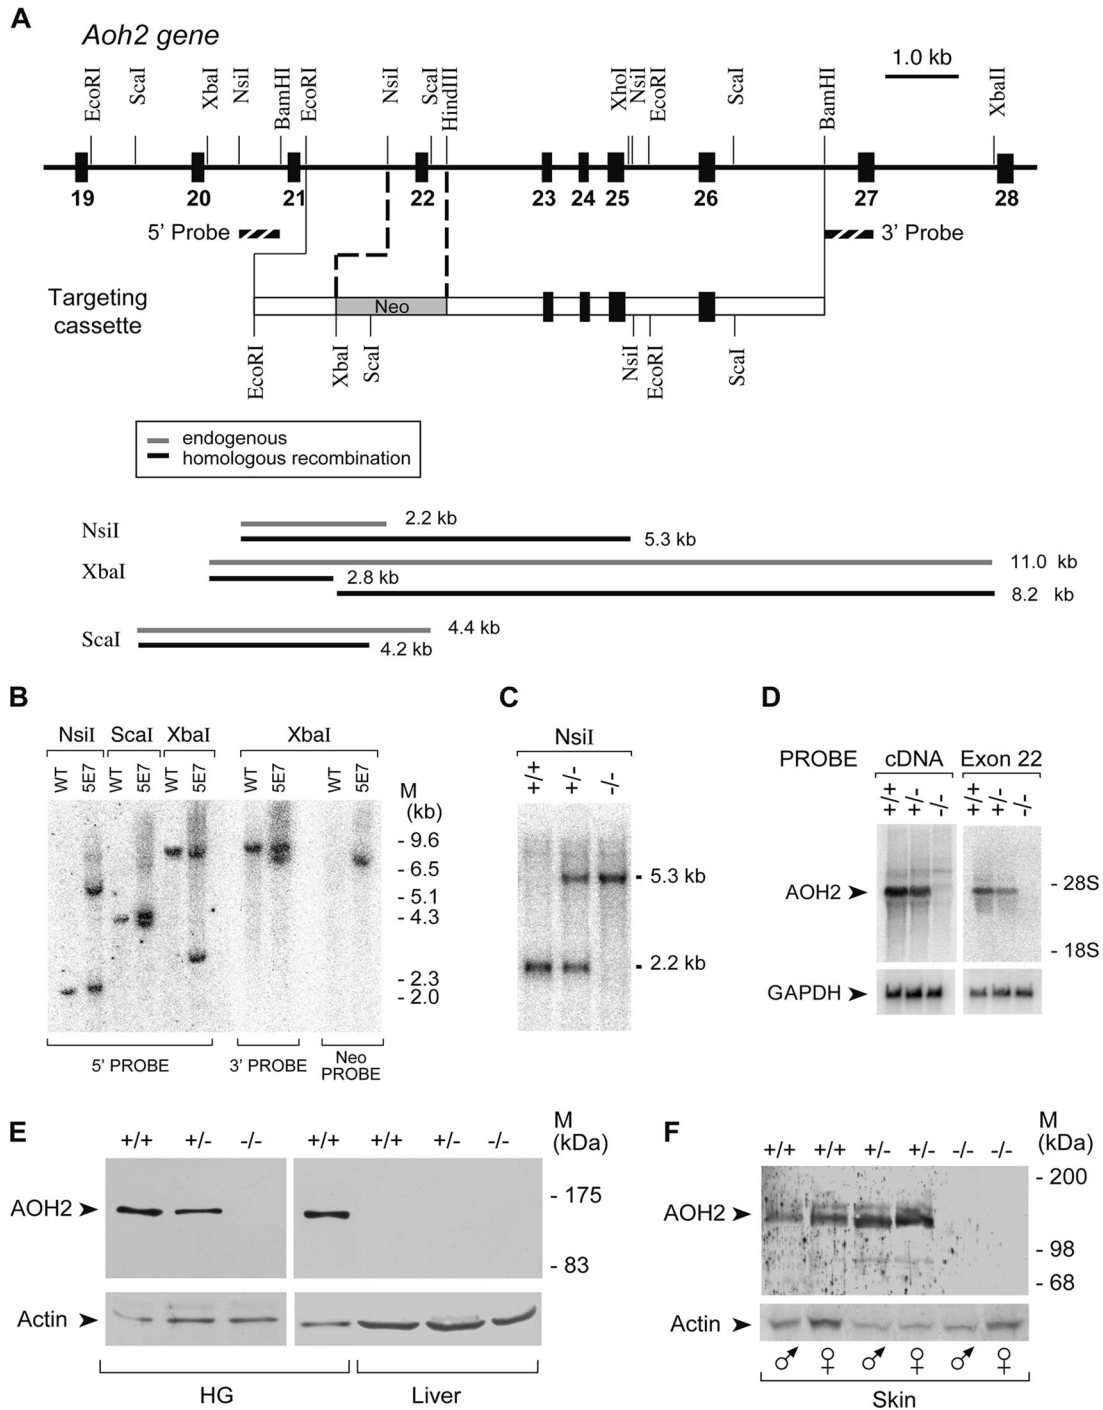 A
Aoh2 gene
1.0 kb
EcoRI
ScaI
XbaI
NsiI
BamHI
EcoRI
NsiI
ScaI
HindIII
XhoI
NsiI
EcoRI
ScaI
BamHI
XbaII
19 20 21 22 23 24 25 26 27 28
5’ Probe
3’ Probe
Targeting
cassette
Neo
EcoRI
XbaI
ScaI
NsiI
EcoRI
ScaI
endogenous
homologous recombination
NsiI
2.2 kb
5.3 kb
XbaI
11.0 kb
2.8 kb
8.2 kb
ScaI
4.4 kb
4.2 kb
B
NsiI ScaI XbaI XbaI
WT 5E7 WT 5E7 WT 5E7 WT 5E7 WT 5E7
M
(kb)
- 9.6
- 6.5
- 5.1
- 4.3
- 2.3
- 2.0
5’ PROBE
3’ PROBE
Neo
PROBE
C
NsiI
+/+ +/- -/-
- 5.3 kb
- 2.2 kb
D
PROBE cDNA Exon 22
+/+ +/- -/- +/+ +/- -/-
AOH2
- 28S
- 18S
GAPDH
E
+/+ +/- -/- +/+ +/+ +/- -/-
M
(kDa)
AOH2
- 175
- 83
Actin
HG
Liver
F
+/+ +/+ +/- +/- -/- -/-
M
(kDa)
- 200
AOH2
- 98
- 68
Actin
♂ ♀ ♂ ♀ ♂ ♀
Skin